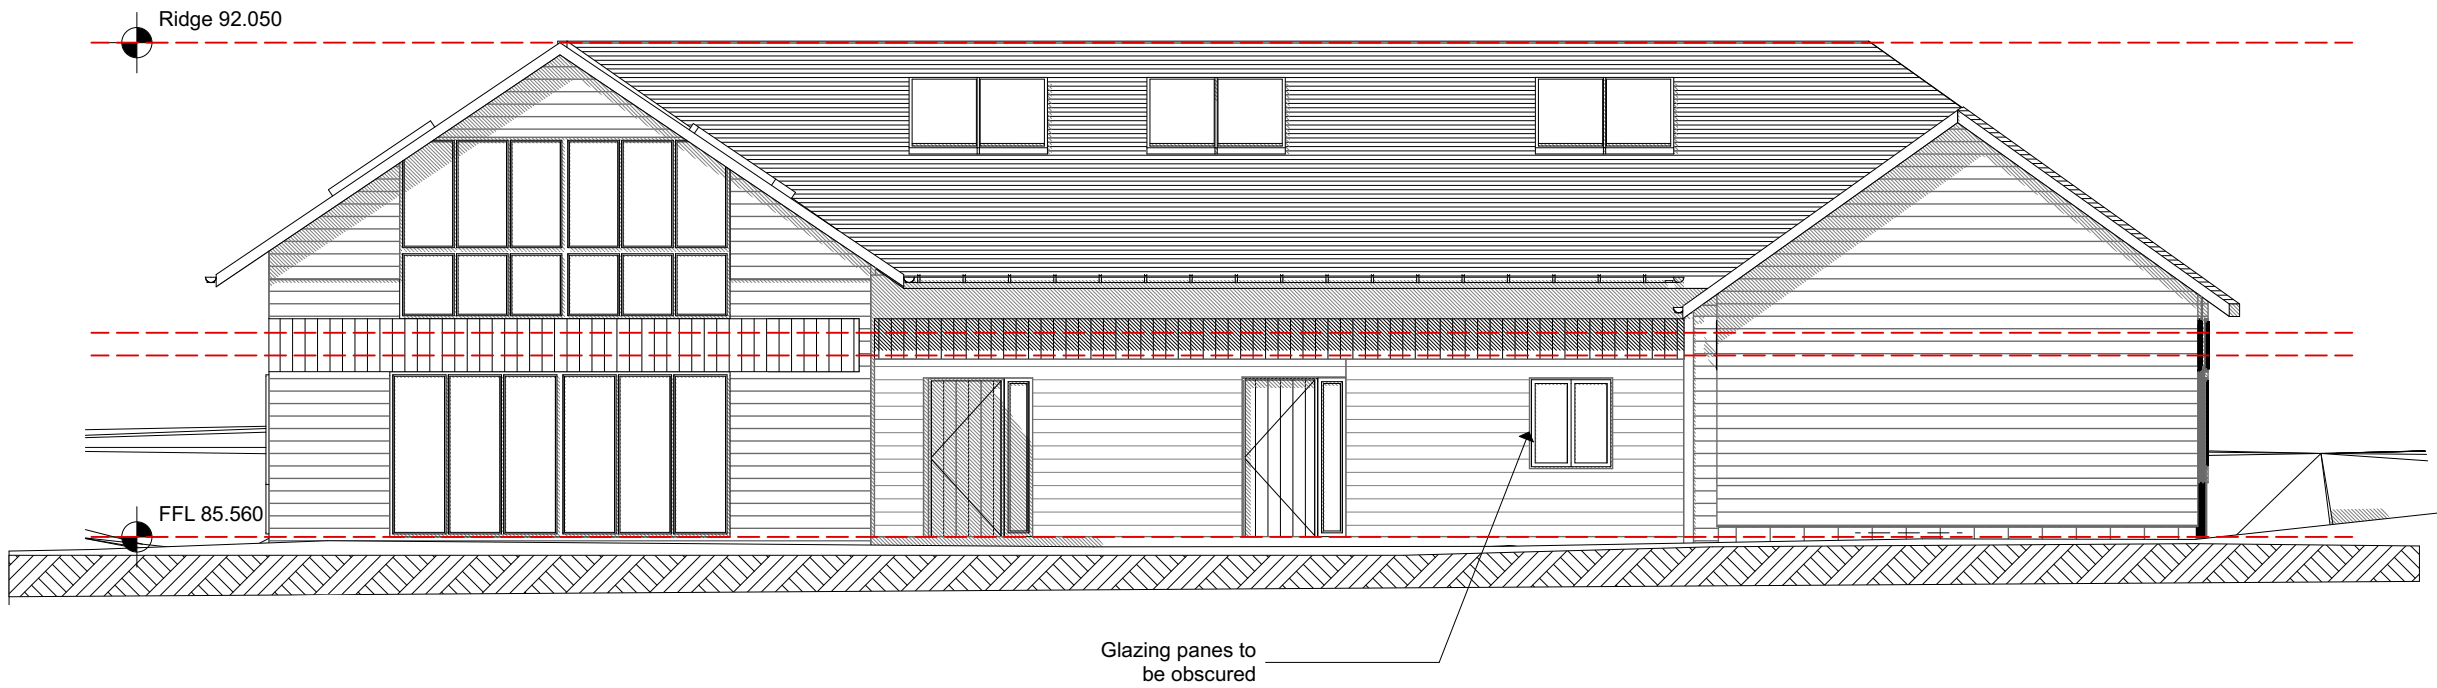 Ridge 92.050
FFL 85.560
Glazing panes to
be obscured